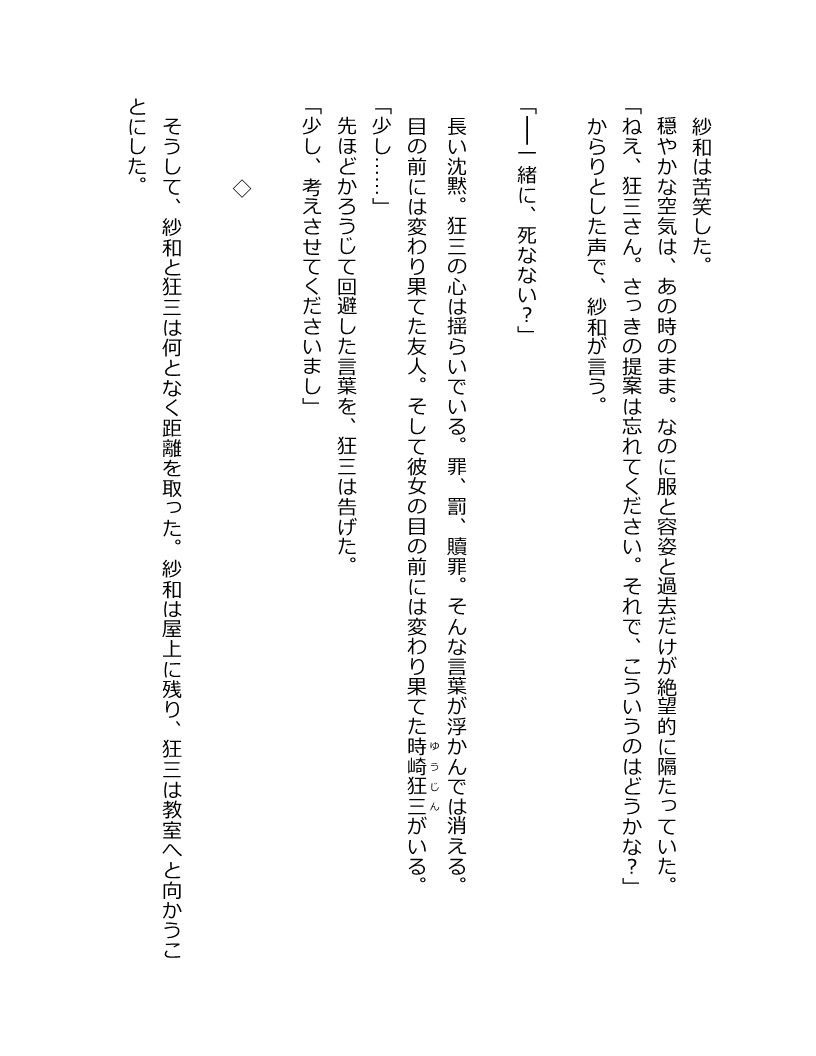 紗和は苦笑した。
穏やかな空気は、あの時のまま。なのに服と容姿と過去だけが絶望的に隔たっていた。
「ねえ、狂三さん。さっきの提案は忘れてください。それで、こういうのはどうかな？」
からりとした声で、紗和が言う。
「――一緒に、死なない？」
長い沈黙。狂三の心は揺らいでいる。罪、罰、贖罪。そんな言葉が浮かんでは消える。
目の前には変わり果てた友人。そして彼女の目の前には変わり果てた時崎狂三がいる。
ゆうじん
「少し……」
先ほどかろうじて回避した言葉を、狂三は告げた。
「少し、考えさせてくださいまし」
◇
そうして、紗和と狂三は何となく距離を取った。紗和は屋上に残り、狂三は教室へと向かうこ
とにした。